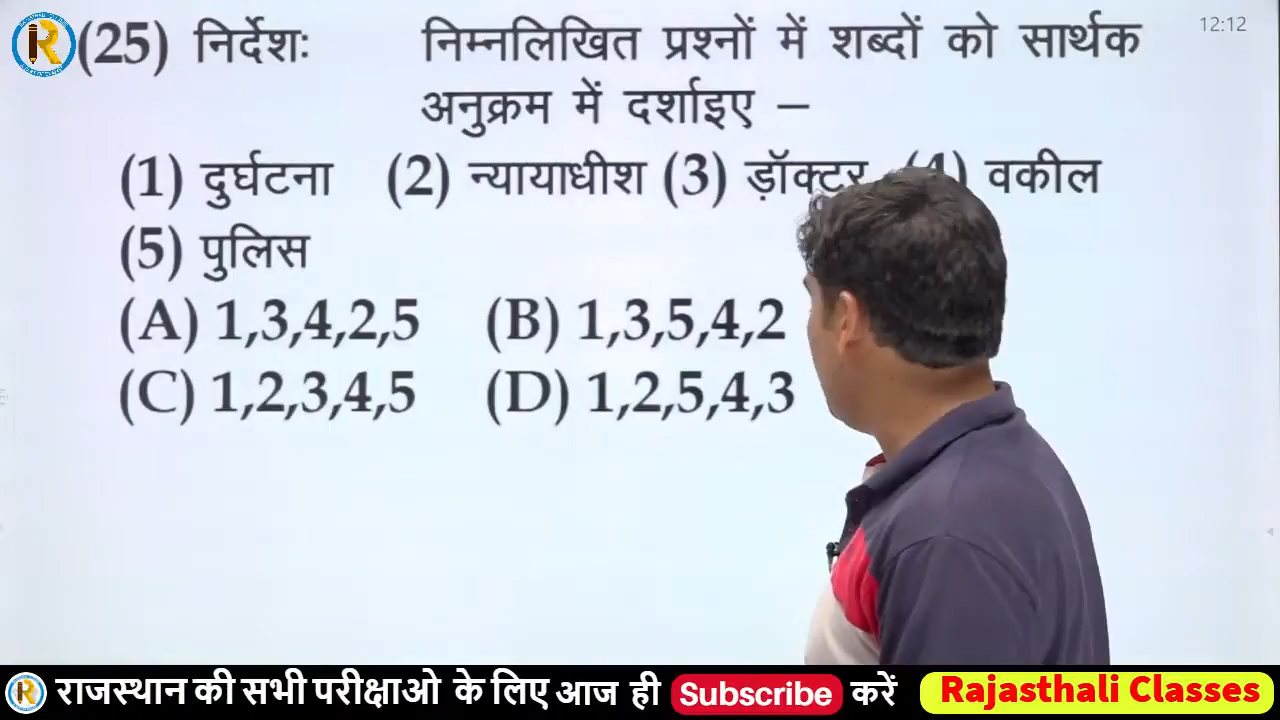 (25) निर्देशः निम्नलिखित प्रश्नों में शब्दों को सार्थक
12:12
अनुक्रम में दर्शाइए –
(1) दुर्घटना (2) न्यायाधीश (3) ड़ॉक्टर (4) वकील
(5) पुलिस
(A) 1,3,4,2,5 (B) 1,3,5,4,2
(C) 1,2,3,4,5 (D) 1,2,5,4,3
राजस्थान की सभी परीक्षाओ के लिए आज ही Subscribe करें Rajasthali Classes